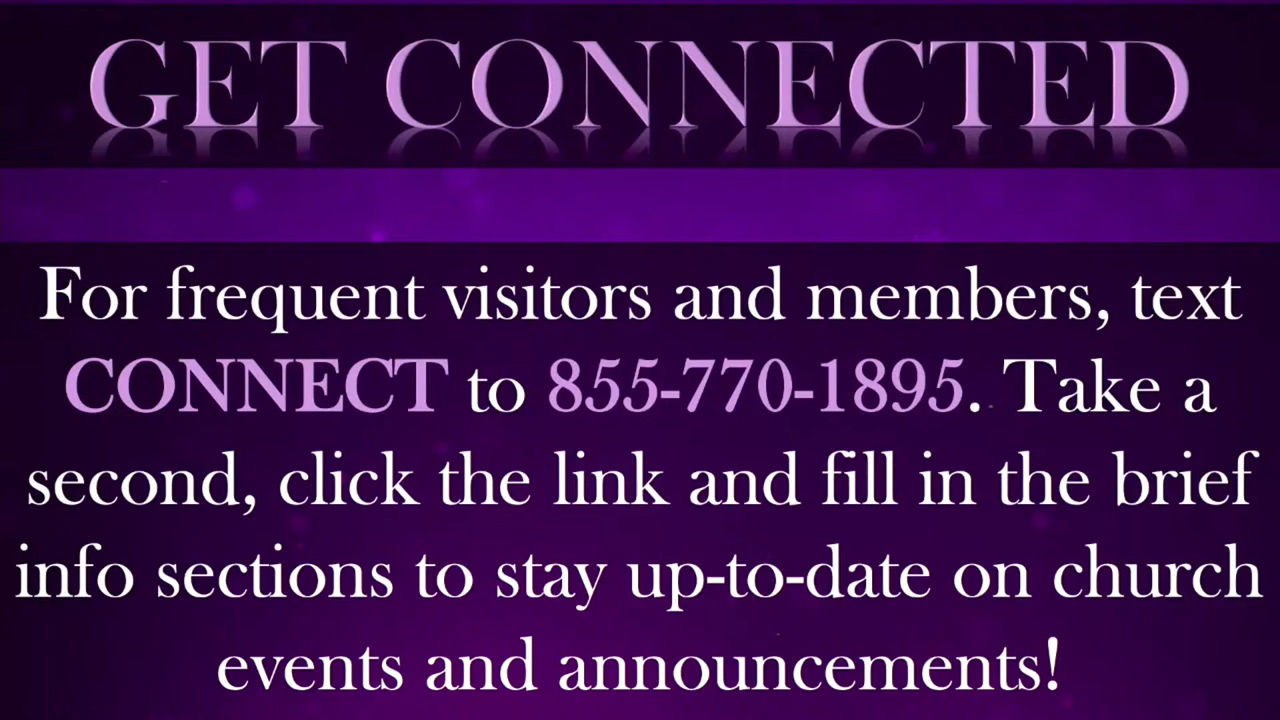 GET CONNECTED
For frequent visitors and members, text
CONNECT to 855-770-1895. Take a
second, click the link and fill in the brief
info sections to stay up-to-date on church
events and announcements!